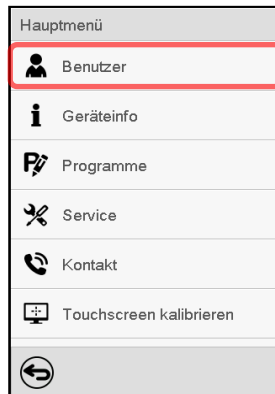 Hauptmenü
Benutzer
Geräteinfo
Programme
Service
Kontakt
Touchscreen kalibrieren